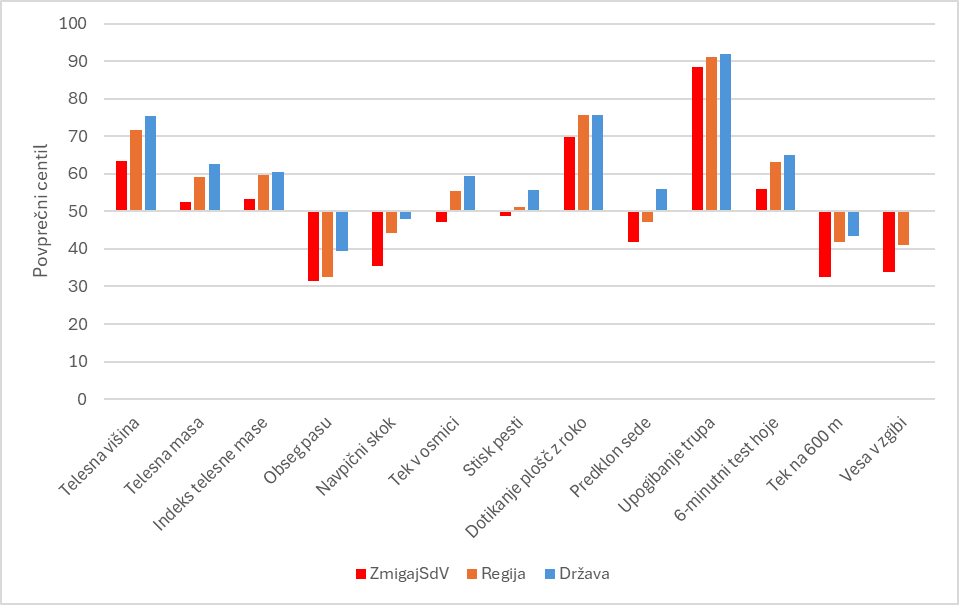 Povprečni centil
100
90
80
70
60
50
40
30
20
10
0
Telesna višina
Telesna masa
Indeks telesne mase
Obseg pasu
Navpični skok
Tek v osmici
Stisk pesti
Dotikanje plošč z roko
Predklon sede
Upogibanje trupa
6-minutni test hoje
Tek na 600 m
Vesa v zgibi
ZmigajSdV
Regija
Država